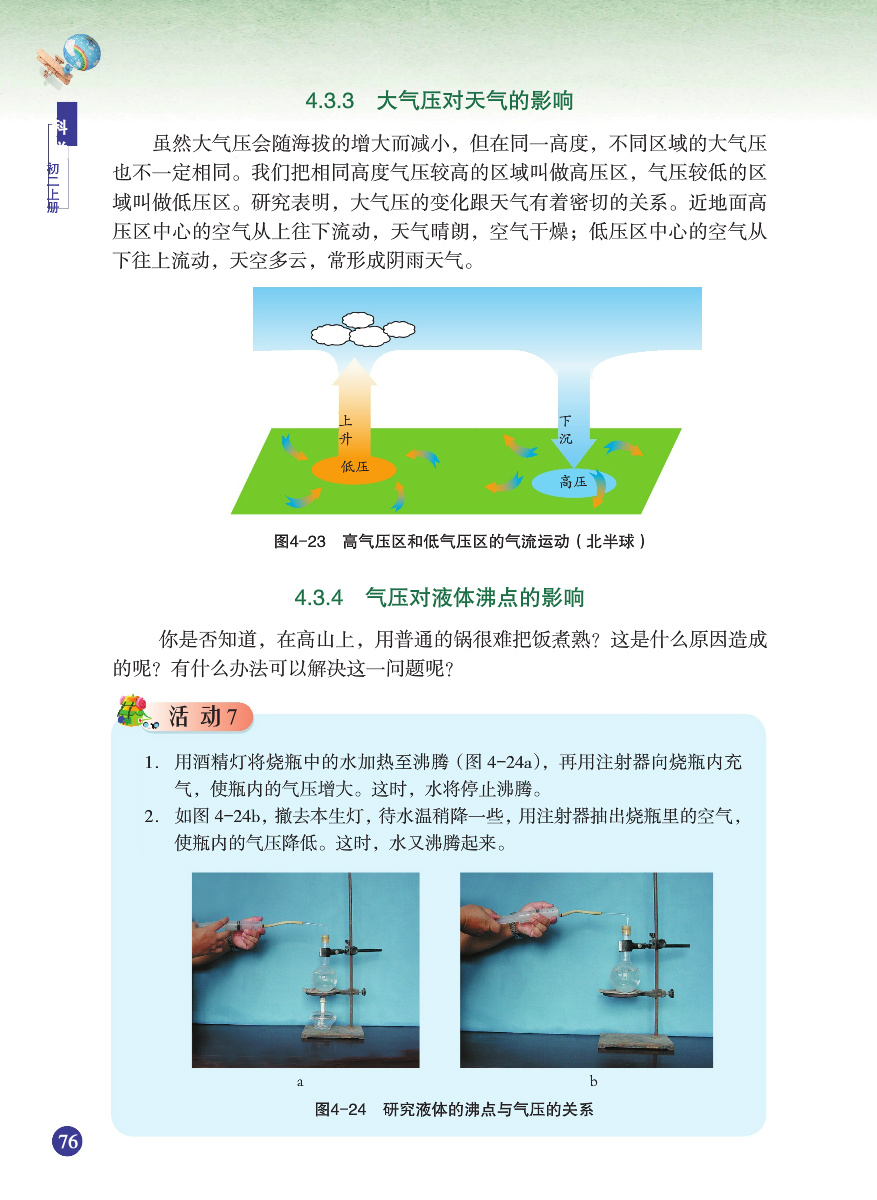 科
初二上册
4.3.3 大气压对天气的影响
虽然大气压会随海拔的增大而减小，但在同一高度，不同区域的大气压
也不一定相同。我们把相同高度气压较高的区域叫做高压区，气压较低的区
域叫做低压区。研究表明，大气压的变化跟天气有着密切的关系。近地面高
压区中心的空气从上往下流动，天气晴朗，空气干燥；低压区中心的空气从
下往上流动，天空多云，常形成阴雨天气。
上升
低压
下沉
高压
图4-23 高气压区和低气压区的气流运动（北半球）
4.3.4 气压对液体沸点的影响
你是否知道，在高山上，用普通的锅很难把饭煮熟？这是什么原因造成
的呢？有什么办法可以解决这一问题呢？
活动7
1. 用酒精灯将烧瓶中的水加热至沸腾（图 4-24a），再用注射器向烧瓶内充
气，使瓶内的气压增大。这时，水将停止沸腾。
2. 如图 4-24b，撤去本生灯，待水温稍降一些，用注射器抽出烧瓶里的空气，
使瓶内的气压降低。这时，水又沸腾起来。
a
b
图4-24 研究液体的沸点与气压的关系
76